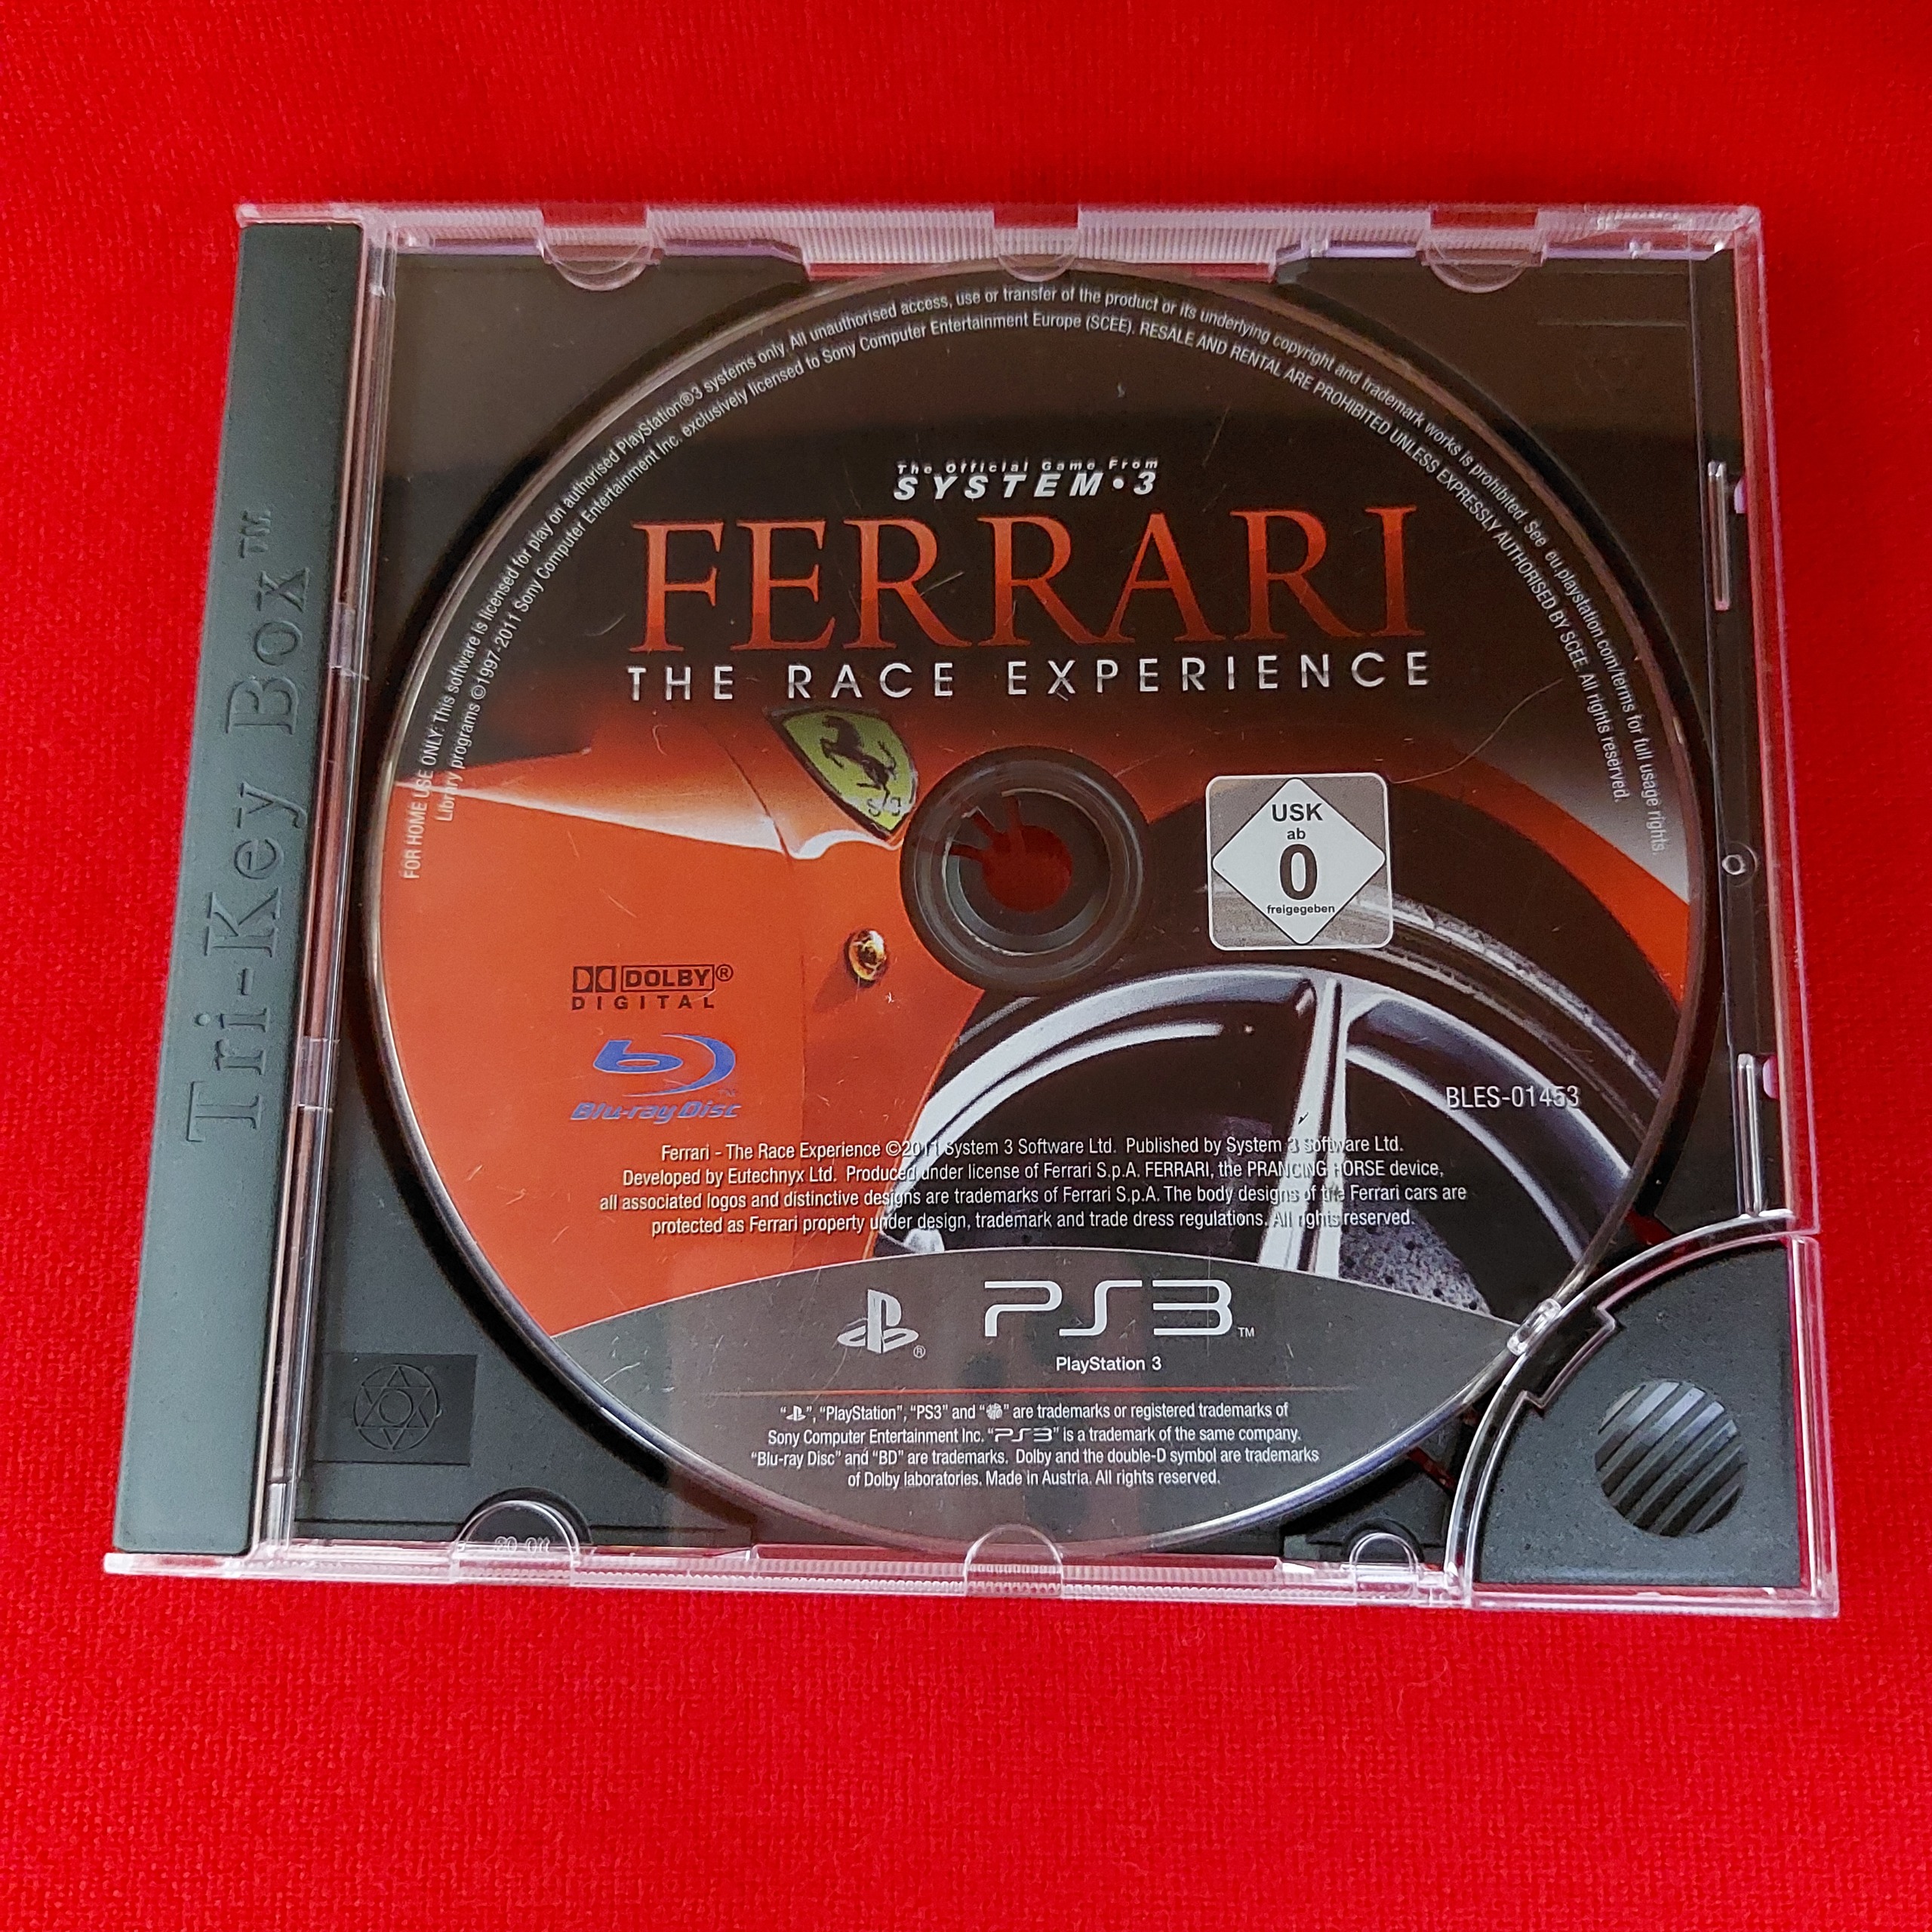 Tri-Key Box™
FOR HOME USE ONLY: This software is licensed for play on authorised PlayStation®3 systems only. All unauthorised access, use or transfer of the product or its underlying copyright and trademark works is prohibited. See eu.playstation.com/terms for full usage rights.
Library programs ©1997-2011 Sony Computer Entertainment Inc. exclusively licensed to Sony Computer Entertainment Europe (SCEE). RESALE AND RENTAL ARE PROHIBITED UNLESS EXPRESSLY AUTHORISED BY SCEE. All rights reserved.
The Official Game From
SYSTEM•3
FERRARI
THE RACE EXPERIENCE
S F
USK
ab
0
freigegeben
DOLBY®
DIGITAL
Blu-ray Disc™
BLES-01453
Ferrari - The Race Experience ©2011 System 3 Software Ltd. Published by System 3 Software Ltd.
Developed by Eutechnyx Ltd. Produced under license of Ferrari S.p.A. FERRARI, the PRANCING HORSE device,
all associated logos and distinctive designs are trademarks of Ferrari S.p.A. The body designs of the Ferrari cars are
protected as Ferrari property under design, trademark and trade dress regulations. All rights reserved.
® PS3™
PlayStation 3
“ ”, “PlayStation”, “PS3” and “ ” are trademarks or registered trademarks of
Sony Computer Entertainment Inc. “PS3” is a trademark of the same company.
“Blu-ray Disc” and “BD” are trademarks. Dolby and the double-D symbol are trademarks
of Dolby laboratories. Made in Austria. All rights reserved.